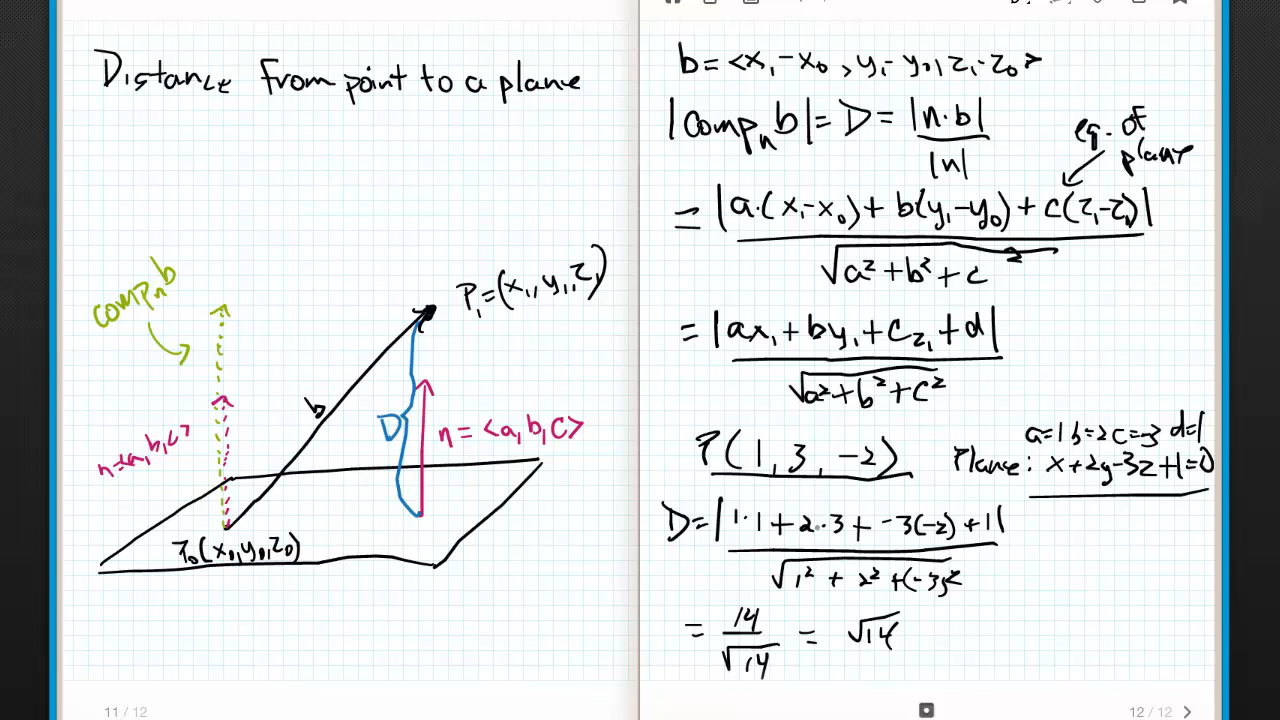 Distance from point to a plane
compₙb
P₁=(x₁,y₁,z₁)
b
D
n=<a,b,c>
n = <a,b,c>
P₀(x₀,y₀,z₀)
11 / 12
b = <x₁-x₀, y₁-y₀, z₁-z₀>
|compₙb| = D = |n·b| / |n|
eq. of
plane
= |a·(x₁-x₀) + b(y₁-y₀) + c(z₁-z₀)| / √a²+b²+c²
= |ax₁+by₁+cz₁+d| / √a²+b²+c²
a=1 b=2 c=-3 d=1
P(1, 3, -2) Plane: x+2y-3z+1=0
D = |1·1+2·3+-3(-2)+1| / √1²+2²+(-3)²
= 14/√14 = √14
12 / 12